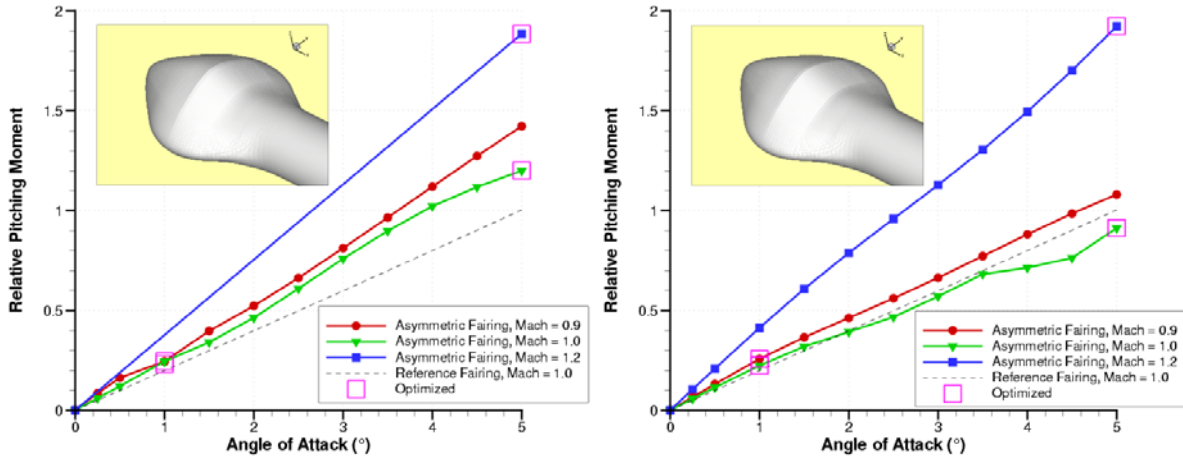 2
1.5
1
0.5
0
Relative Pitching Moment
0 1 2 3 4 5
Angle of Attack (°)
Asymmetric Fairing, Mach = 0.9
Asymmetric Fairing, Mach = 1.0
Asymmetric Fairing, Mach = 1.2
Reference Fairing, Mach = 1.0
Optimized
2
1.5
1
0.5
0
Relative Pitching Moment
0 1 2 3 4 5
Angle of Attack (°)
Asymmetric Fairing, Mach = 0.9
Asymmetric Fairing, Mach = 1.0
Asymmetric Fairing, Mach = 1.2
Reference Fairing, Mach = 1.0
Optimized